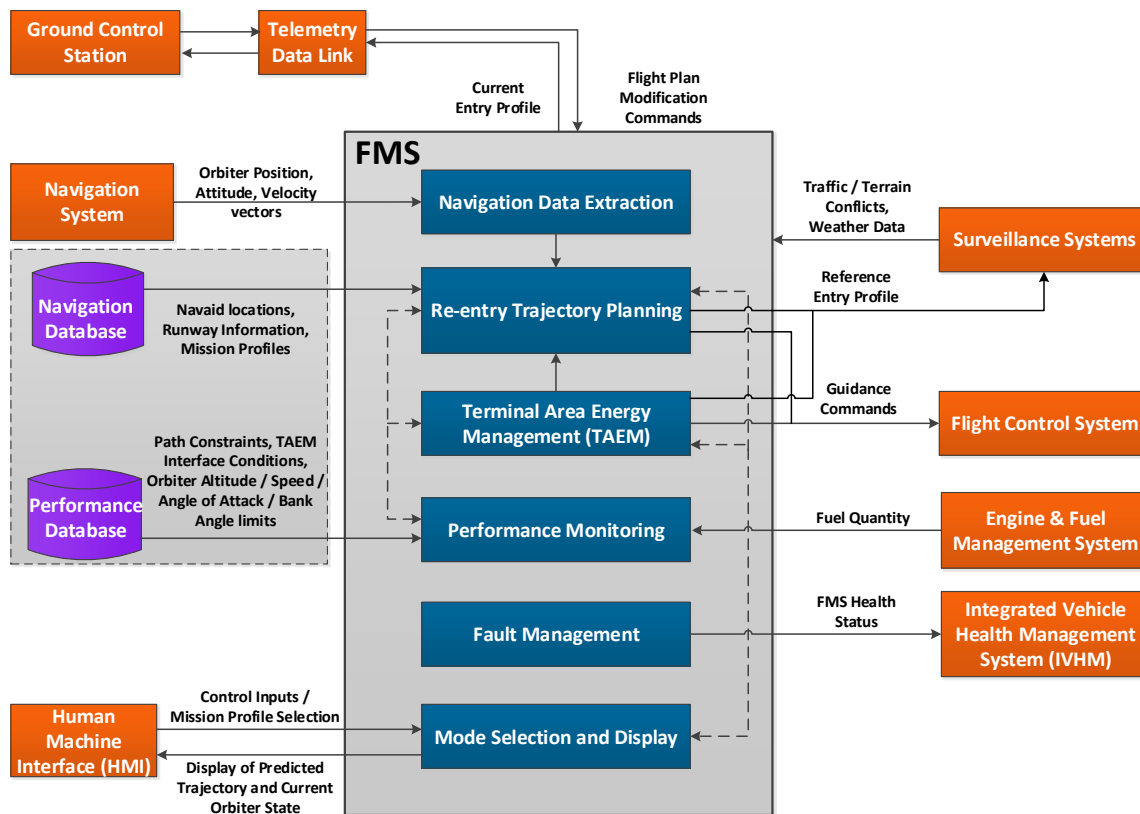 Ground Control
Station
Telemetry
Data Link
Current
Entry Profile
Flight Plan
Modification
Commands
FMS
Navigation
System
Orbiter Position,
Attitude, Velocity
vectors
Navigation Data Extraction
Traffic / Terrain
Conflicts,
Weather Data
Surveillance Systems
Navigation
Database
Navaid locations,
Runway Information,
Mission Profiles
Re-entry Trajectory Planning
Reference
Entry Profile
Terminal Area Energy
Management (TAEM)
Guidance
Commands
Flight Control System
Path Constraints, TAEM
Interface Conditions,
Orbiter Altitude / Speed /
Angle of Attack / Bank
Angle limits
Performance
Database
Performance Monitoring
Fuel Quantity
Engine & Fuel
Management System
Fault Management
FMS Health
Status
Integrated Vehicle
Health Management
System (IVHM)
Human
Machine
Interface (HMI)
Control Inputs /
Mission Profile Selection
Mode Selection and Display
Display of Predicted
Trajectory and Current
Orbiter State